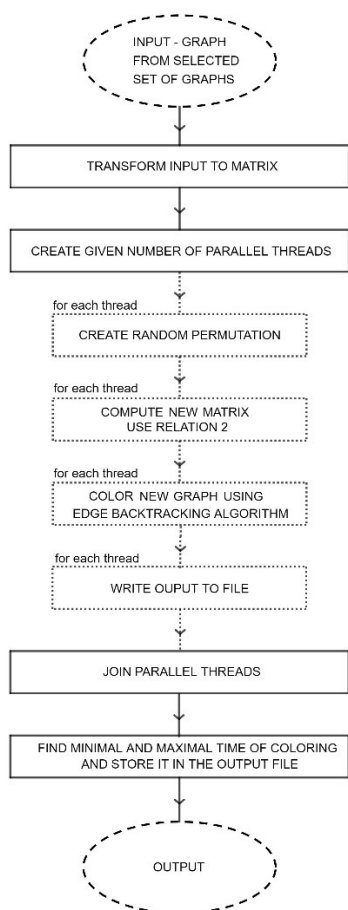 INPUT - GRAPH
FROM SELECTED
SET OF GRAPHS
TRANSFORM INPUT TO MATRIX
CREATE GIVEN NUMBER OF PARALLEL THREADS
for each thread
CREATE RANDOM PERMUTATION
for each thread
COMPUTE NEW MATRIX
USE RELATION 2
for each thread
COLOR NEW GRAPH USING
EDGE BACKTRACKING ALGORITHM
for each thread
WRITE OUPUT TO FILE
JOIN PARALLEL THREADS
FIND MINIMAL AND MAXIMAL TIME OF COLORING
AND STORE IT IN THE OUTPUT FILE
OUTPUT